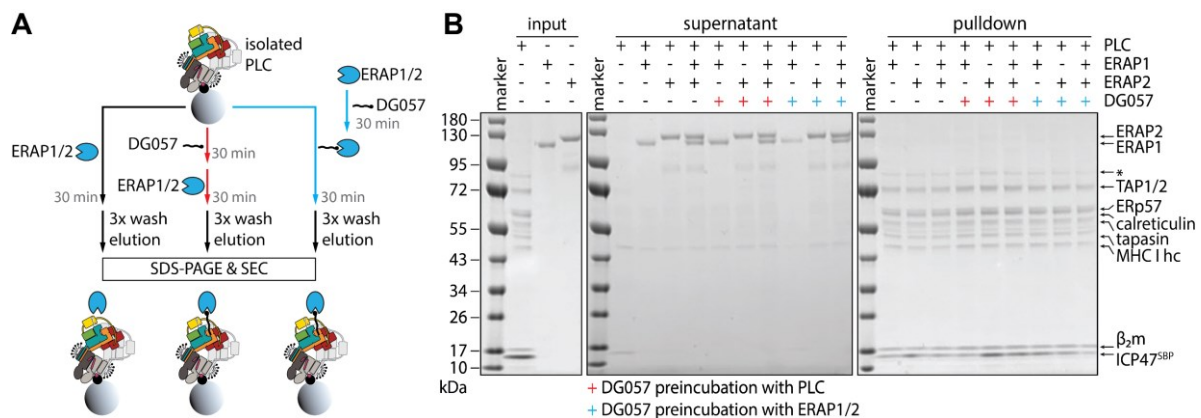 A
isolated
PLC
ERAP1/2
DG057
30 min
ERAP1/2
DG057
30 min
ERAP1/2
30 min
30 min
30 min
3x wash
elution
3x wash
elution
3x wash
elution
SDS-PAGE & SEC
B
input supernatant pulldown
marker
marker
marker
+ - - + + + + + + + + + + + + + + + + + + + PLC
- + - - + - + + - + + - + + - + + - + + - + ERAP1
- - + - - + + - + + - + + - + + - + + - + + ERAP2
- - - - - - - + + + + + + - - - + + + + + + DG057
180
130
95
72
55
43
34
26
17
10
kDa
ERAP2
ERAP1
*
TAP1/2
ERp57
calreticulin
tapasin
MHC I hc
β₂m
ICP47ˢᴮᴾ
+ DG057 preincubation with PLC
+ DG057 preincubation with ERAP1/2